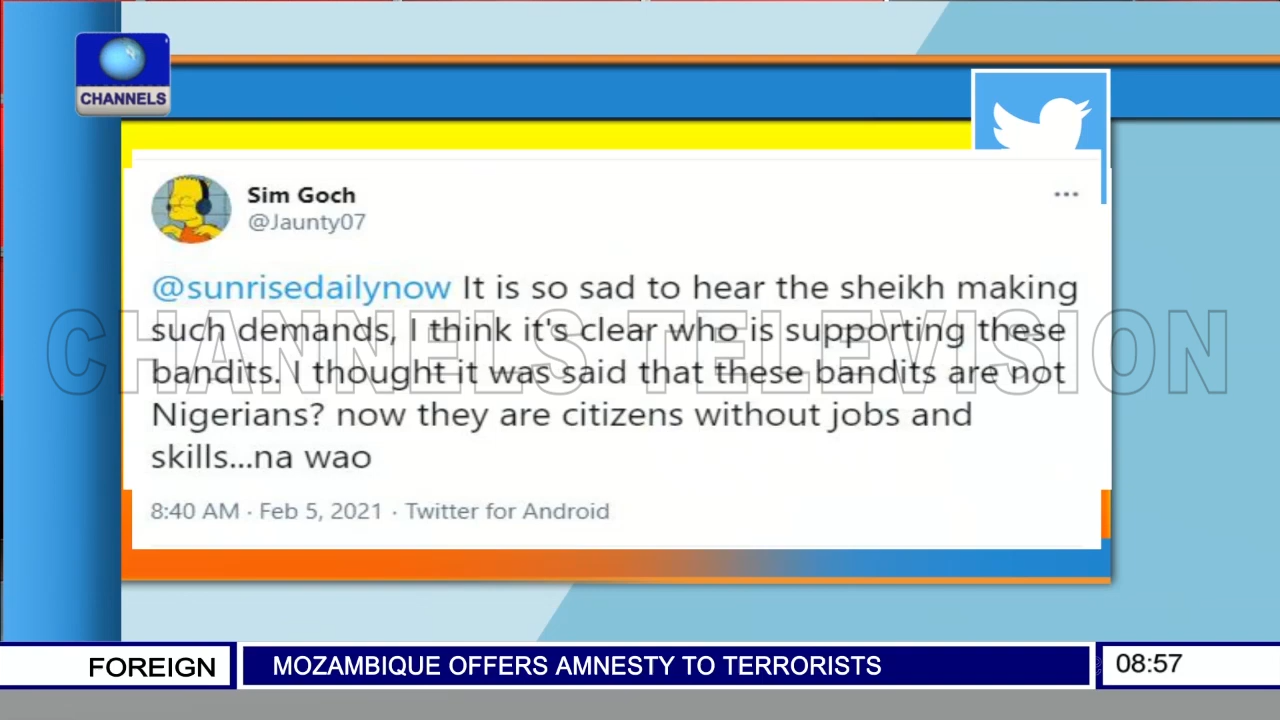 CHANNELS
Sim Goch
@Jaunty07
@sunrisedailynow It is so sad to hear the sheikh making
such demands, I think it's clear who is supporting these
bandits. I thought it was said that these bandits are not
Nigerians? now they are citizens without jobs and
skills...na wao
8:40 AM · Feb 5, 2021 · Twitter for Android
CHANNELS TELEVISION
FOREIGN
MOZAMBIQUE OFFERS AMNESTY TO TERRORISTS
08:57